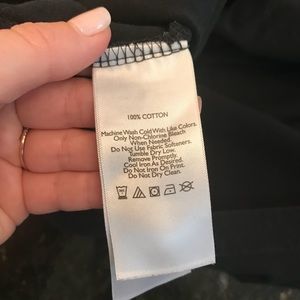 100% COTTON
Machine Wash Cold With Like Colors.
Only Non-Chlorine Bleach
When Needed.
Do Not Use Fabric Softeners.
Tumble Dry Low.
Remove Promptly.
Cool Iron As Desired.
Do Not Iron On Print.
Do Not Dry Clean.